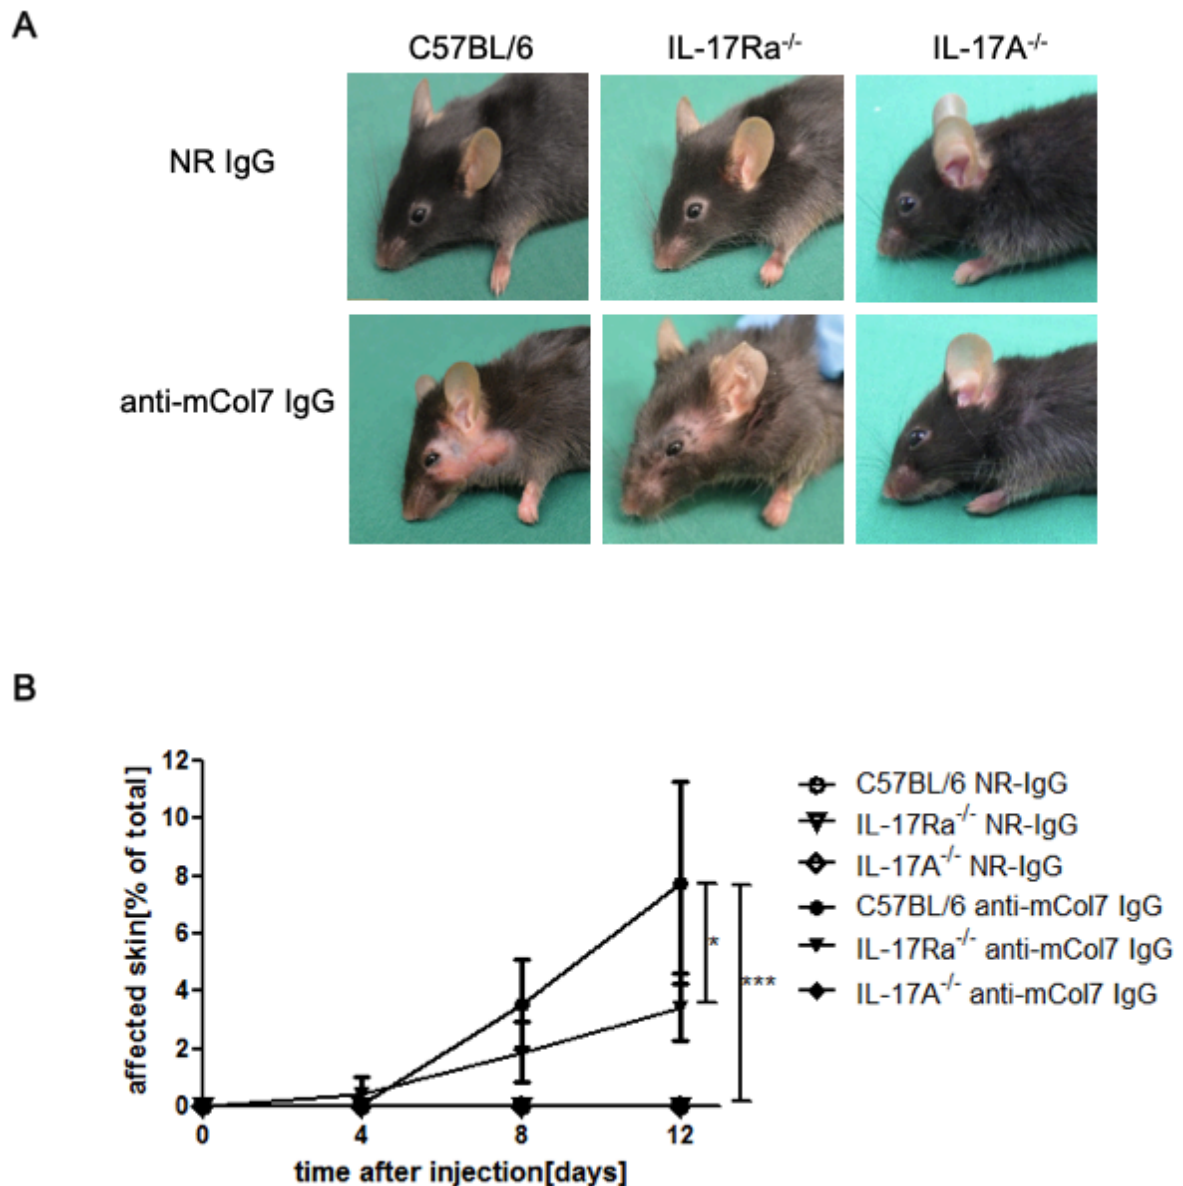 A
C57BL/6 IL-17Ra-/- IL-17A-/-
NR IgG
anti-mCol7 IgG
B
affected skin[% of total]
12
10
8
6
4
2
0
0 4 8 12
time after injection[days]
*
***
C57BL/6 NR-IgG
IL-17Ra-/- NR-IgG
IL-17A-/- NR-IgG
C57BL/6 anti-mCol7 IgG
IL-17Ra-/- anti-mCol7 IgG
IL-17A-/- anti-mCol7 IgG